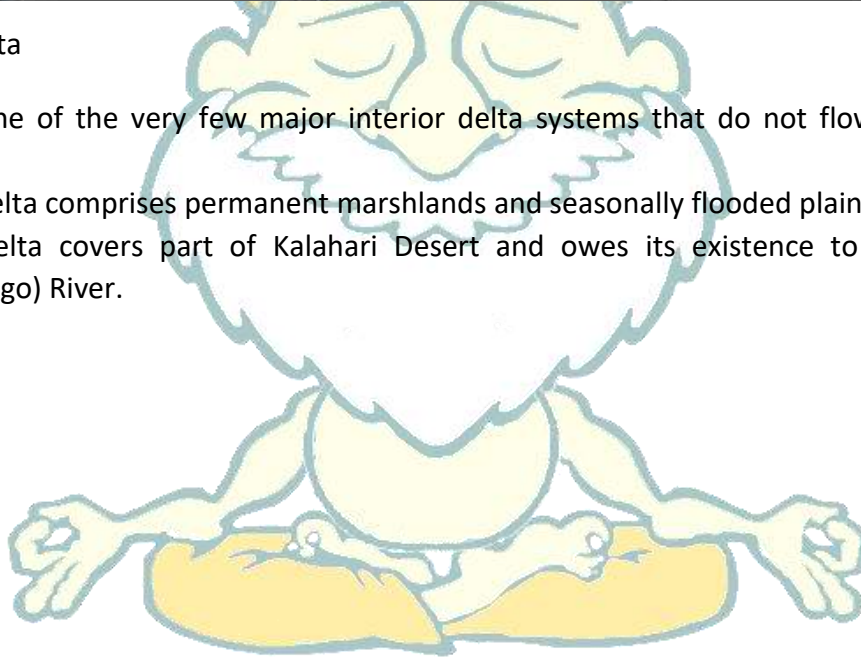 ta
ne of the very few major interior delta systems that do not flow
elta comprises permanent marshlands and seasonally flooded plain
elta covers part of Kalahari Desert and owes its existence to
go) River.